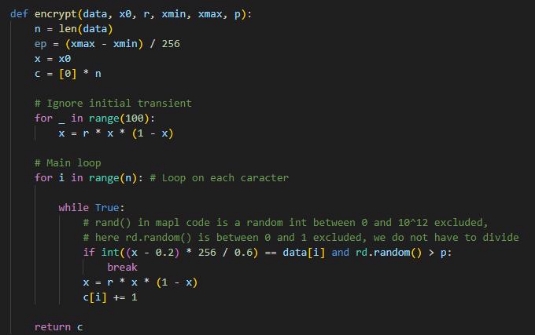 def encrypt(data, x0, r, xmin, xmax, p):
    n = len(data)
    ep = (xmax - xmin) / 256
    x = x0
    c = [0] * n

    # Ignore initial transient
    for _ in range(100):
        x = r * x * (1 - x)

    # Main loop
    for i in range(n): # Loop on each caracter

        while True:
            # rand() in mapl code is a random int between 0 and 10^12 excluded,
            # here rd.random() is between 0 and 1 excluded, we do not have to divide
            if int((x - 0.2) * 256 / 0.6) == data[i] and rd.random() > p:
                break
            x = r * x * (1 - x)
            c[i] += 1

    return c